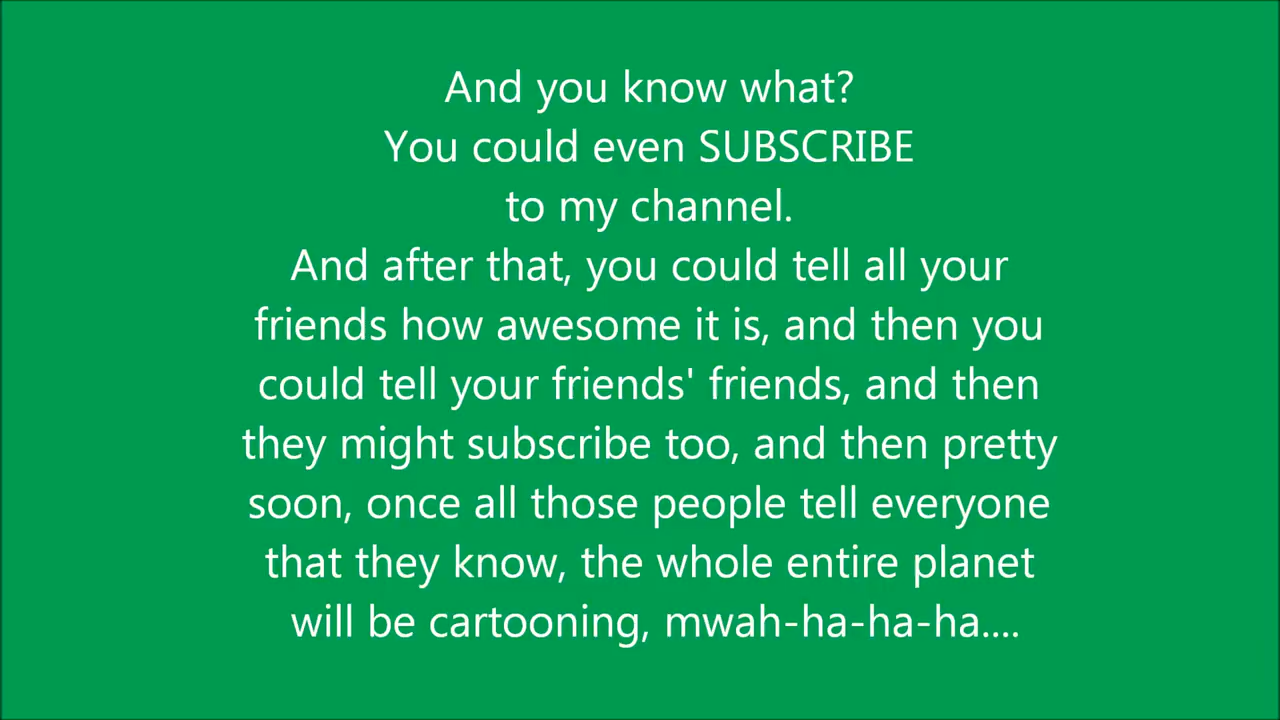 And you know what?
You could even SUBSCRIBE
to my channel.
And after that, you could tell all your
friends how awesome it is, and then you
could tell your friends' friends, and then
they might subscribe too, and then pretty
soon, once all those people tell everyone
that they know, the whole entire planet
will be cartooning, mwah-ha-ha-ha....